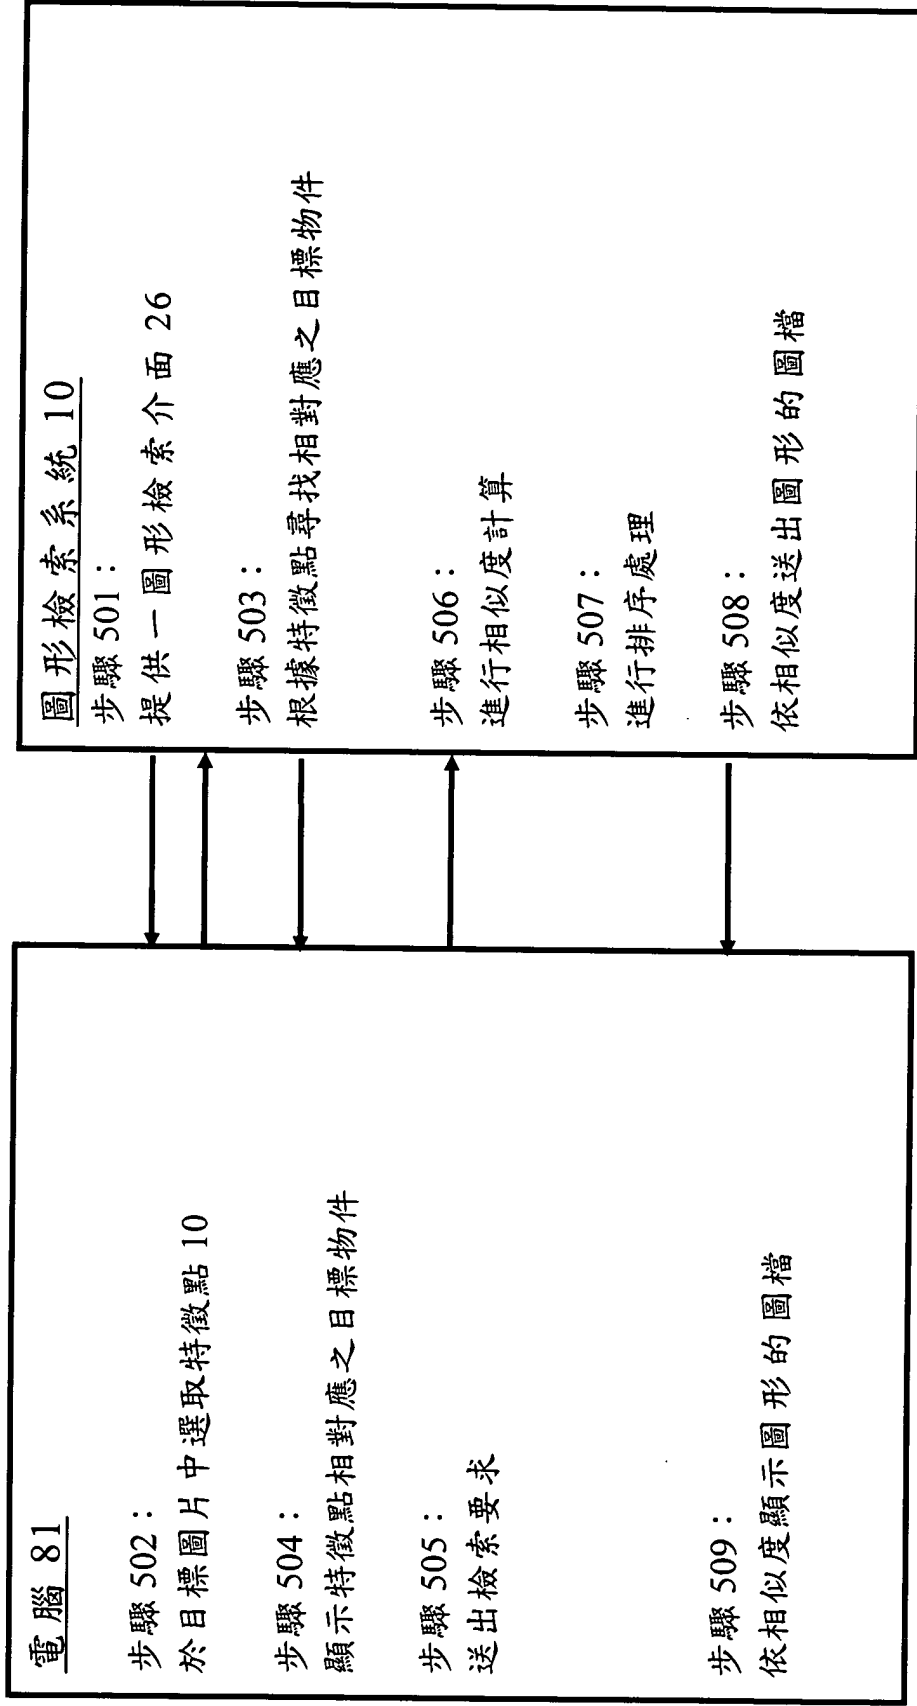 電腦 81
步驟 502：
於目標圖片中選取特徵點 10
步驟 504：
顯示特徵點相對應之目標物件
步驟 505：
送出檢索要求
步驟 509：
依相似度顯示圖形的圖檔
圖形檢索系統 10
步驟 501：
提供一圖形檢索介面 26
步驟 503：
根據特徵點尋找相對應之目標物件
步驟 506：
進行相似度計算
步驟 507：
進行排序處理
步驟 508：
依相似度送出圖形的圖檔